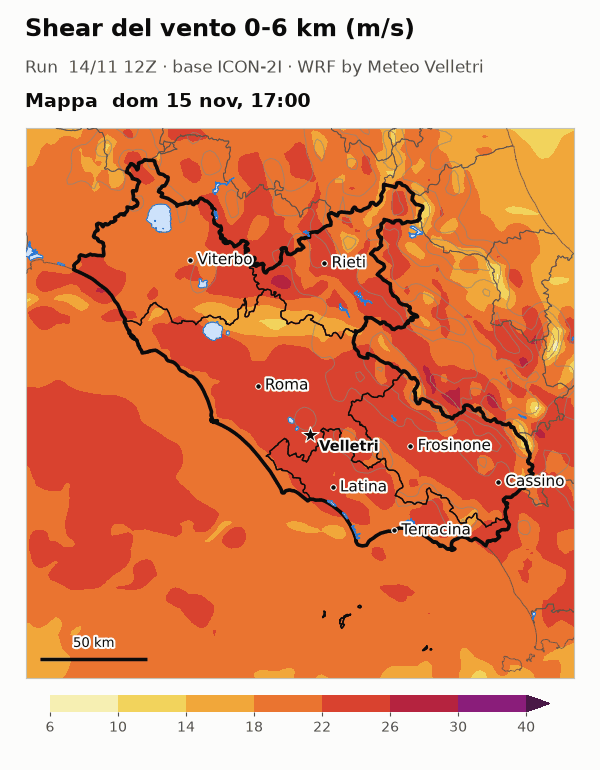 Shear del vento 0-6 km (m/s)
Run  14/11 12Z · base ICON-2I · WRF by Meteo Velletri
Mappa  dom 15 nov, 17:00
Viterbo
Rieti
Roma
Velletri
Frosinone
Latina
Cassino
Terracina
50 km
6 10 14 18 22 26 30 40